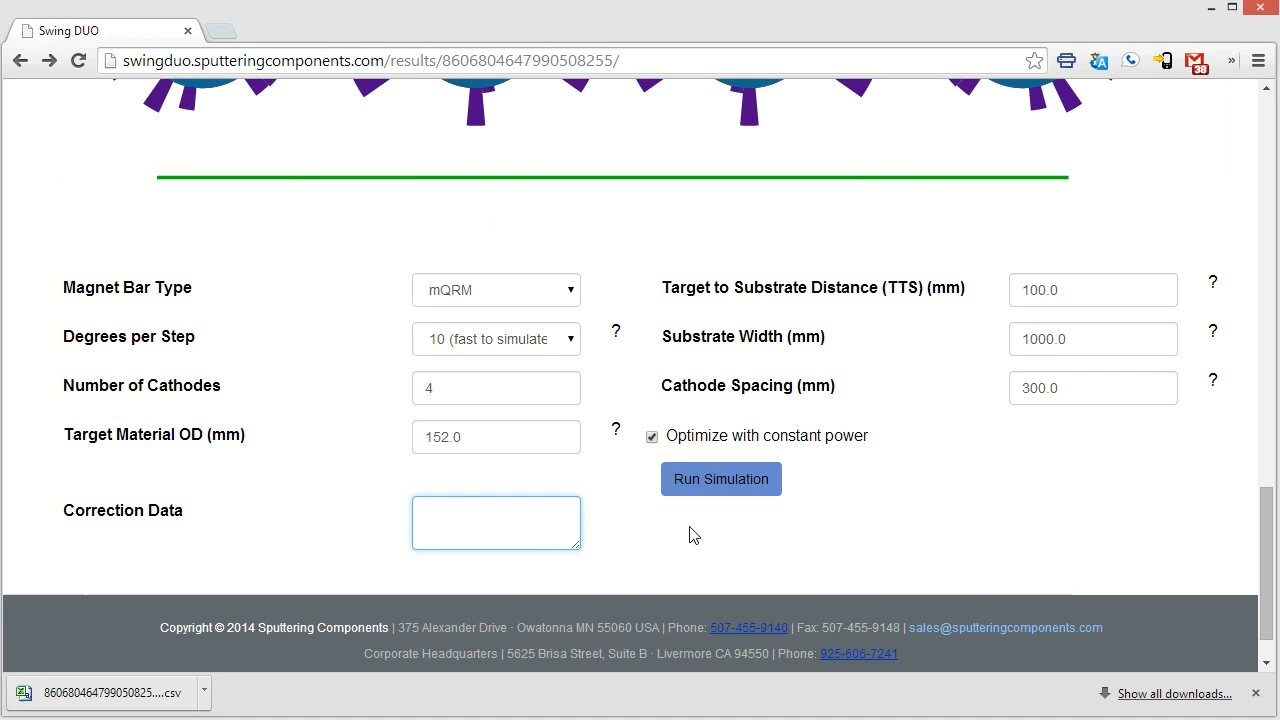 Swing DUO
swingduo.sputteringcomponents.com/results/8606804647990508255/
38
Magnet Bar Type
mQRM
Target to Substrate Distance (TTS) (mm)
100.0
?
Degrees per Step
10 (fast to simulate
?
Substrate Width (mm)
1000.0
?
Number of Cathodes
4
Cathode Spacing (mm)
300.0
?
Target Material OD (mm)
152.0
?
Optimize with constant power
Run Simulation
Correction Data
Copyright © 2014 Sputtering Components | 375 Alexander Drive · Owatonna MN 55060 USA | Phone: 507-455-9140 | Fax: 507-455-9148 | sales@sputteringcomponents.com
Corporate Headquarters | 5625 Brisa Street, Suite B · Livermore CA 94550 | Phone: 925-606-7241
860680464799050825....csv
Show all downloads...